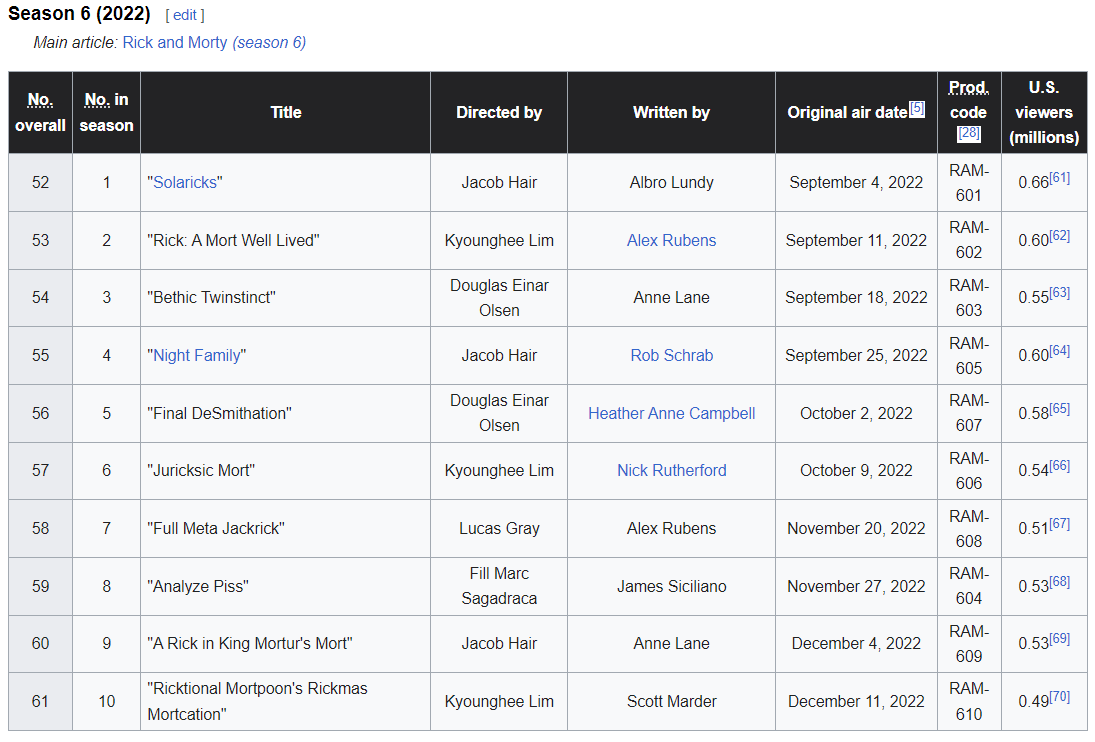 Season 6 (2022) [ edit ]
Main article: Rick and Morty (season 6)
No. overall No. in season Title Directed by Written by Original air date[5] Prod. code [28] U.S. viewers (millions)
52 1 "Solaricks" Jacob Hair Albro Lundy September 4, 2022 RAM-601 0.66[61]
53 2 "Rick: A Mort Well Lived" Kyounghee Lim Alex Rubens September 11, 2022 RAM-602 0.60[62]
54 3 "Bethic Twinstinct" Douglas Einar Olsen Anne Lane September 18, 2022 RAM-603 0.55[63]
55 4 "Night Family" Jacob Hair Rob Schrab September 25, 2022 RAM-605 0.60[64]
56 5 "Final DeSmithation" Douglas Einar Olsen Heather Anne Campbell October 2, 2022 RAM-607 0.58[65]
57 6 "Juricksic Mort" Kyounghee Lim Nick Rutherford October 9, 2022 RAM-606 0.54[66]
58 7 "Full Meta Jackrick" Lucas Gray Alex Rubens November 20, 2022 RAM-608 0.51[67]
59 8 "Analyze Piss" Fill Marc Sagadraca James Siciliano November 27, 2022 RAM-604 0.53[68]
60 9 "A Rick in King Mortur's Mort" Jacob Hair Anne Lane December 4, 2022 RAM-609 0.53[69]
61 10 "Ricktional Mortpoon's Rickmas Mortcation" Kyounghee Lim Scott Marder December 11, 2022 RAM-610 0.49[70]